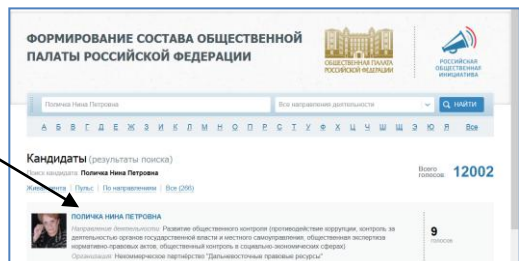 ФОРМИРОВАНИЕ СОСТАВА ОБЩЕСТВЕННОЙ
ПАЛАТЫ РОССИЙСКОЙ ФЕДЕРАЦИИ
ОБЩЕСТВЕННАЯ ПАЛАТА
РОССИЙСКОЙ ФЕДЕРАЦИИ
РОССИЙСКАЯ
ОБЩЕСТВЕННАЯ
ИНИЦИАТИВА
Поличка Нина Петровна
Все направления деятельности
НАЙТИ
А Б В Г Д Е Ж З И К Л М Н О П Р С Т У Ф Х Ц Ч Ш Щ Э Ю Я Все
Кандидаты (результаты поиска)
Поиск кандидата: Поличка Нина Петровна
Всего голосов 12002
Живая лента | Пульс | По направлениям | Все (266)
ПОЛИЧКА НИНА ПЕТРОВНА
Направление деятельности: Развитие общественного контроля (противодействие коррупции, контроль за
деятельностью органов государственной власти и местного самоуправления, общественная экспертиза
нормативно-правовых актов, общественный контроль в социально-экономических сферах)
Организация: Некоммерческое партнёрство "Дальневосточные правовые ресурсы"
9
голосов